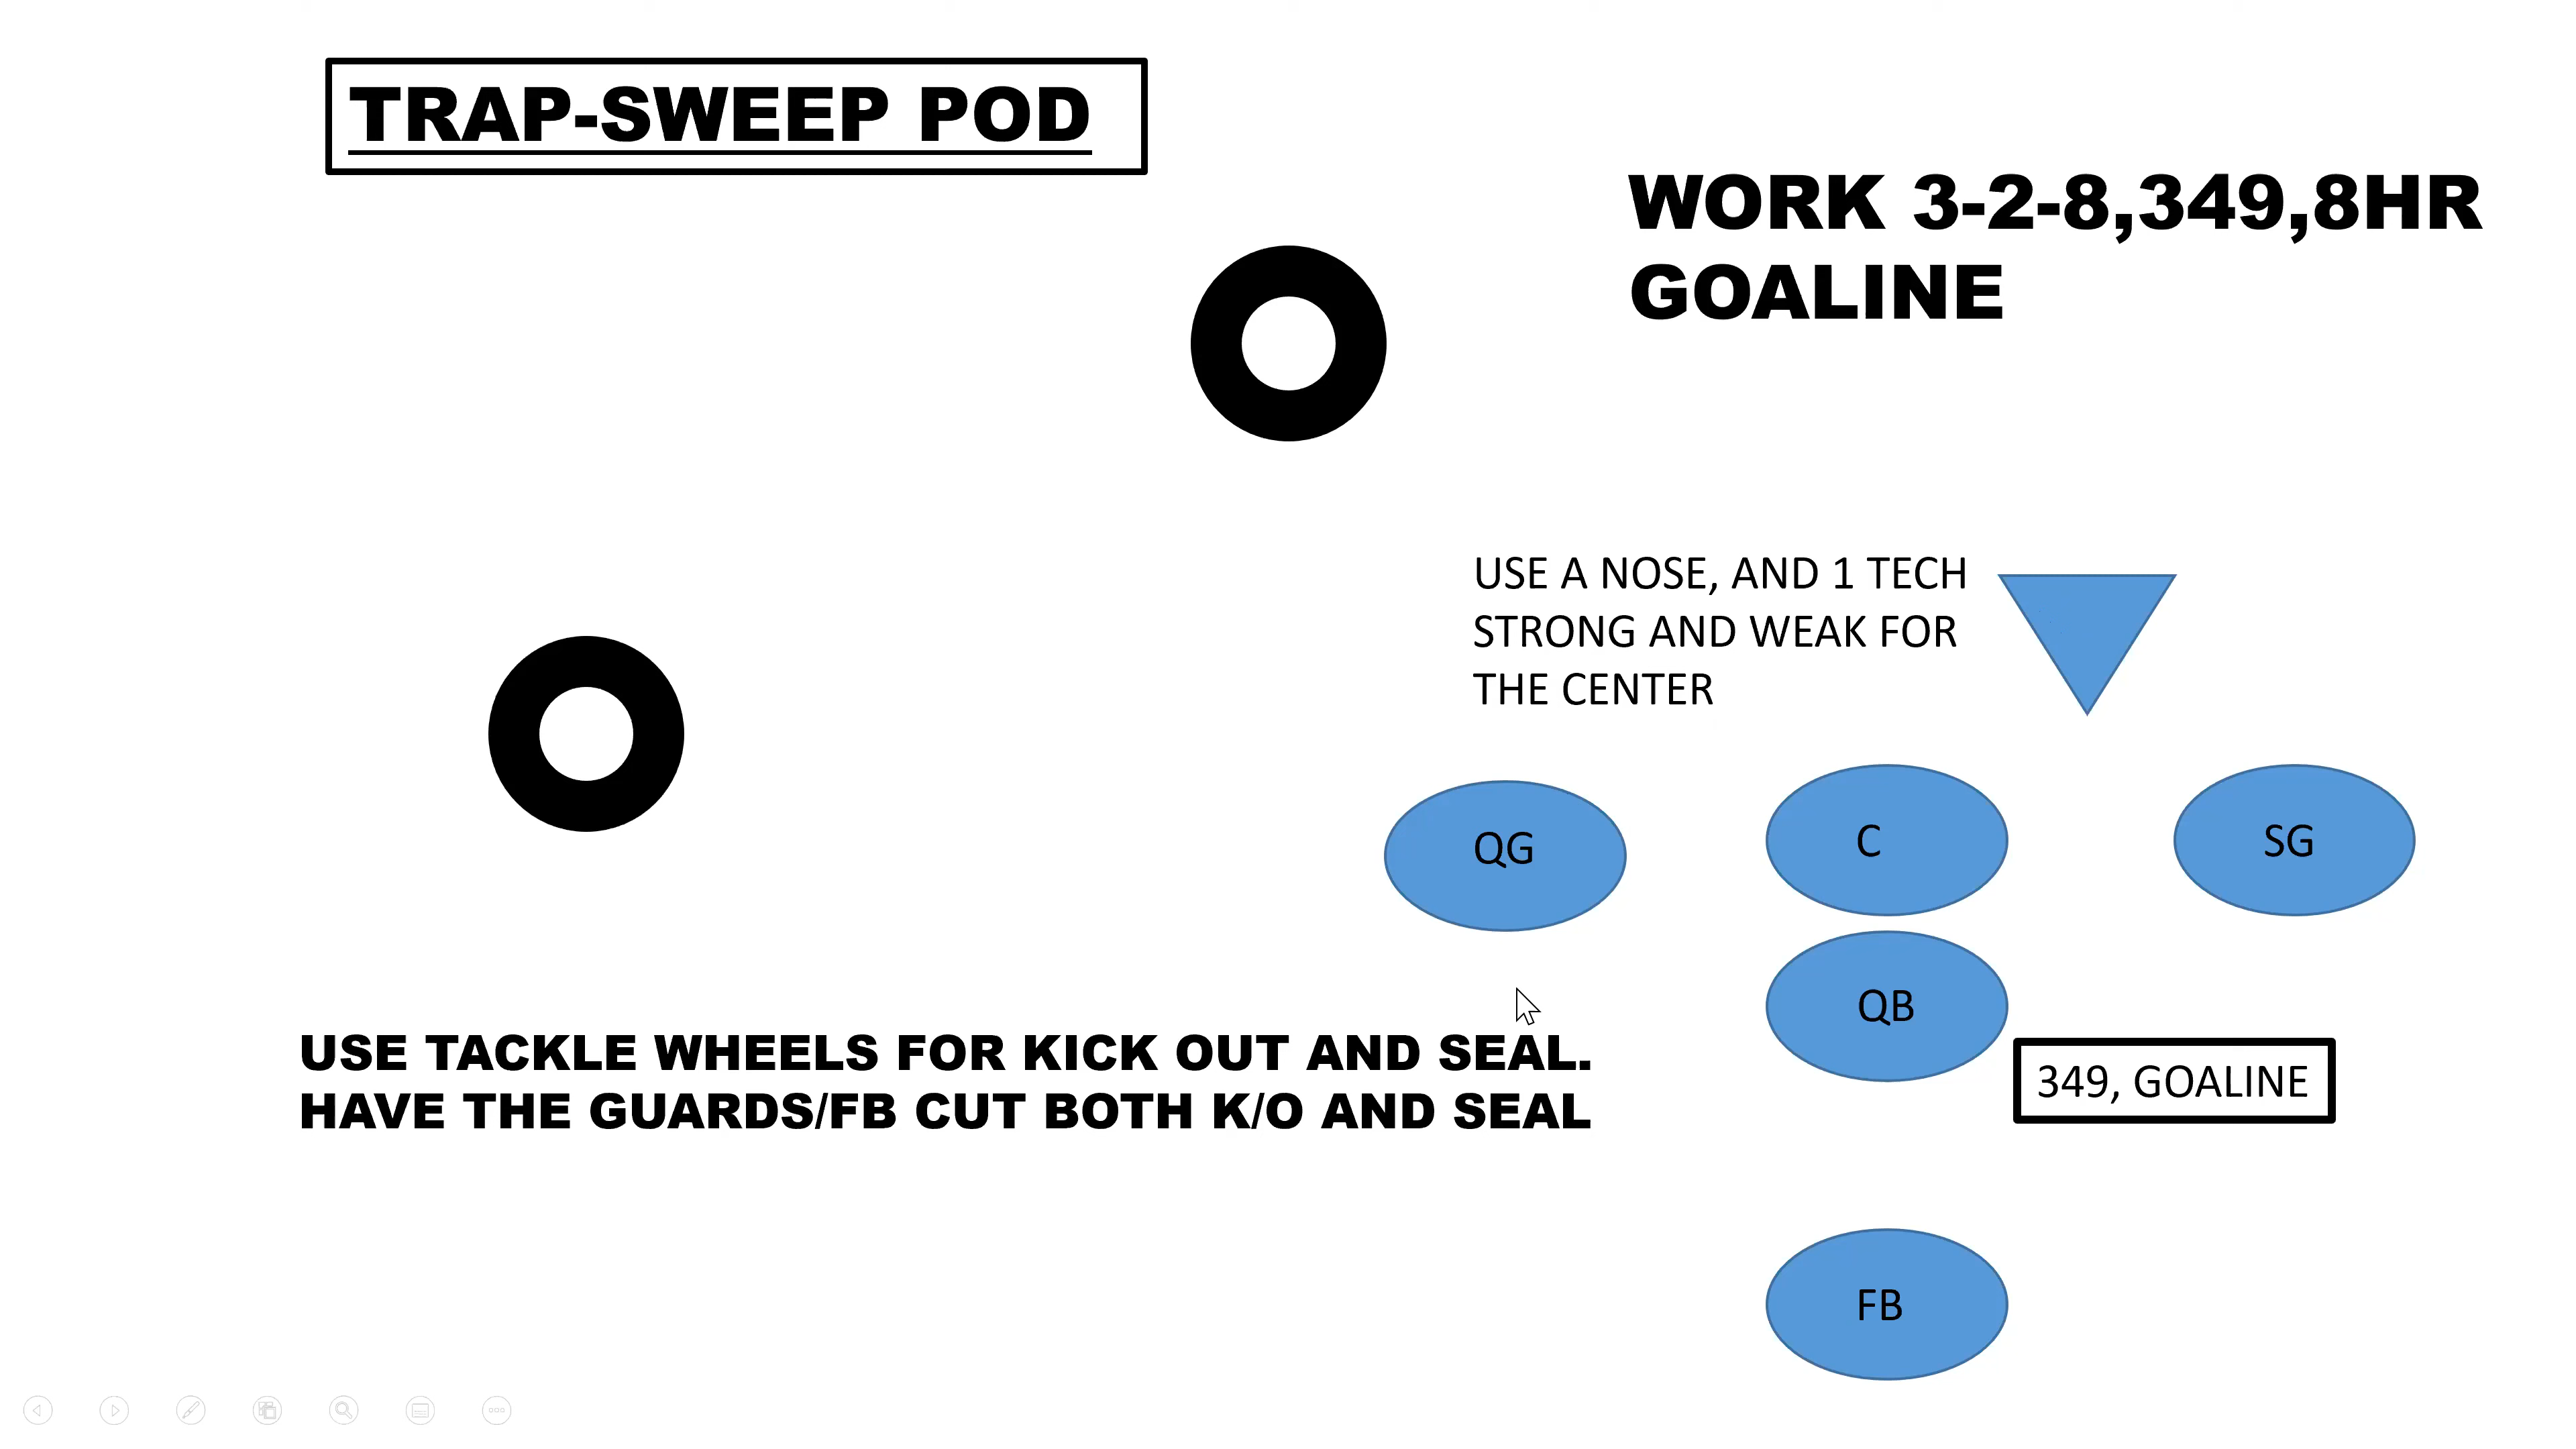 TRAP-SWEEP POD
WORK 3-2-8,349,8HR
GOALINE
USE A NOSE, AND 1 TECH
STRONG AND WEAK FOR
THE CENTER
QG
C
SG
QB
USE TACKLE WHEELS FOR KICK OUT AND SEAL.
HAVE THE GUARDS/FB CUT BOTH K/O AND SEAL
349, GOALINE
FB